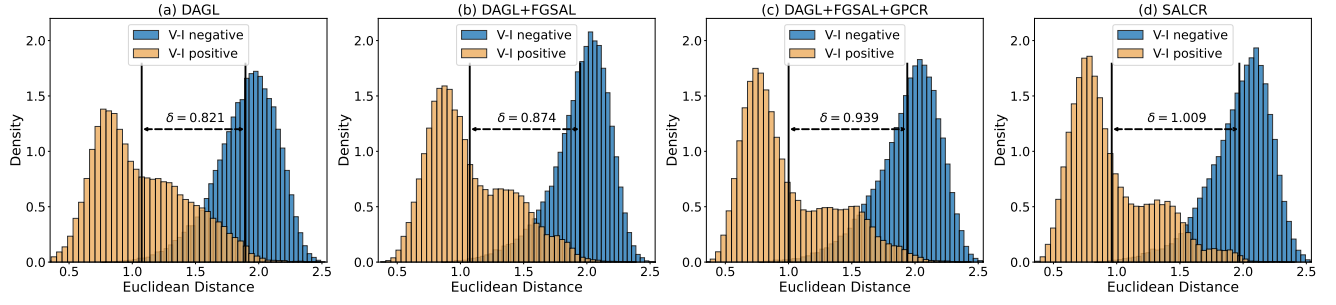 (a) DAGL
V-I negative
V-I positive
δ = 0.821
Density
0.0
0.5
1.0
1.5
2.0
0.5
1.0
1.5
2.0
2.5
Euclidean Distance
(b) DAGL+FGSAL
V-I negative
V-I positive
δ = 0.874
Density
0.0
0.5
1.0
1.5
2.0
0.5
1.0
1.5
2.0
2.5
Euclidean Distance
(c) DAGL+FGSAL+GPCR
V-I negative
V-I positive
δ = 0.939
Density
0.0
0.5
1.0
1.5
2.0
0.5
1.0
1.5
2.0
2.5
Euclidean Distance
(d) SALCR
V-I negative
V-I positive
δ = 1.009
Density
0.0
0.5
1.0
1.5
2.0
0.5
1.0
1.5
2.0
2.5
Euclidean Distance